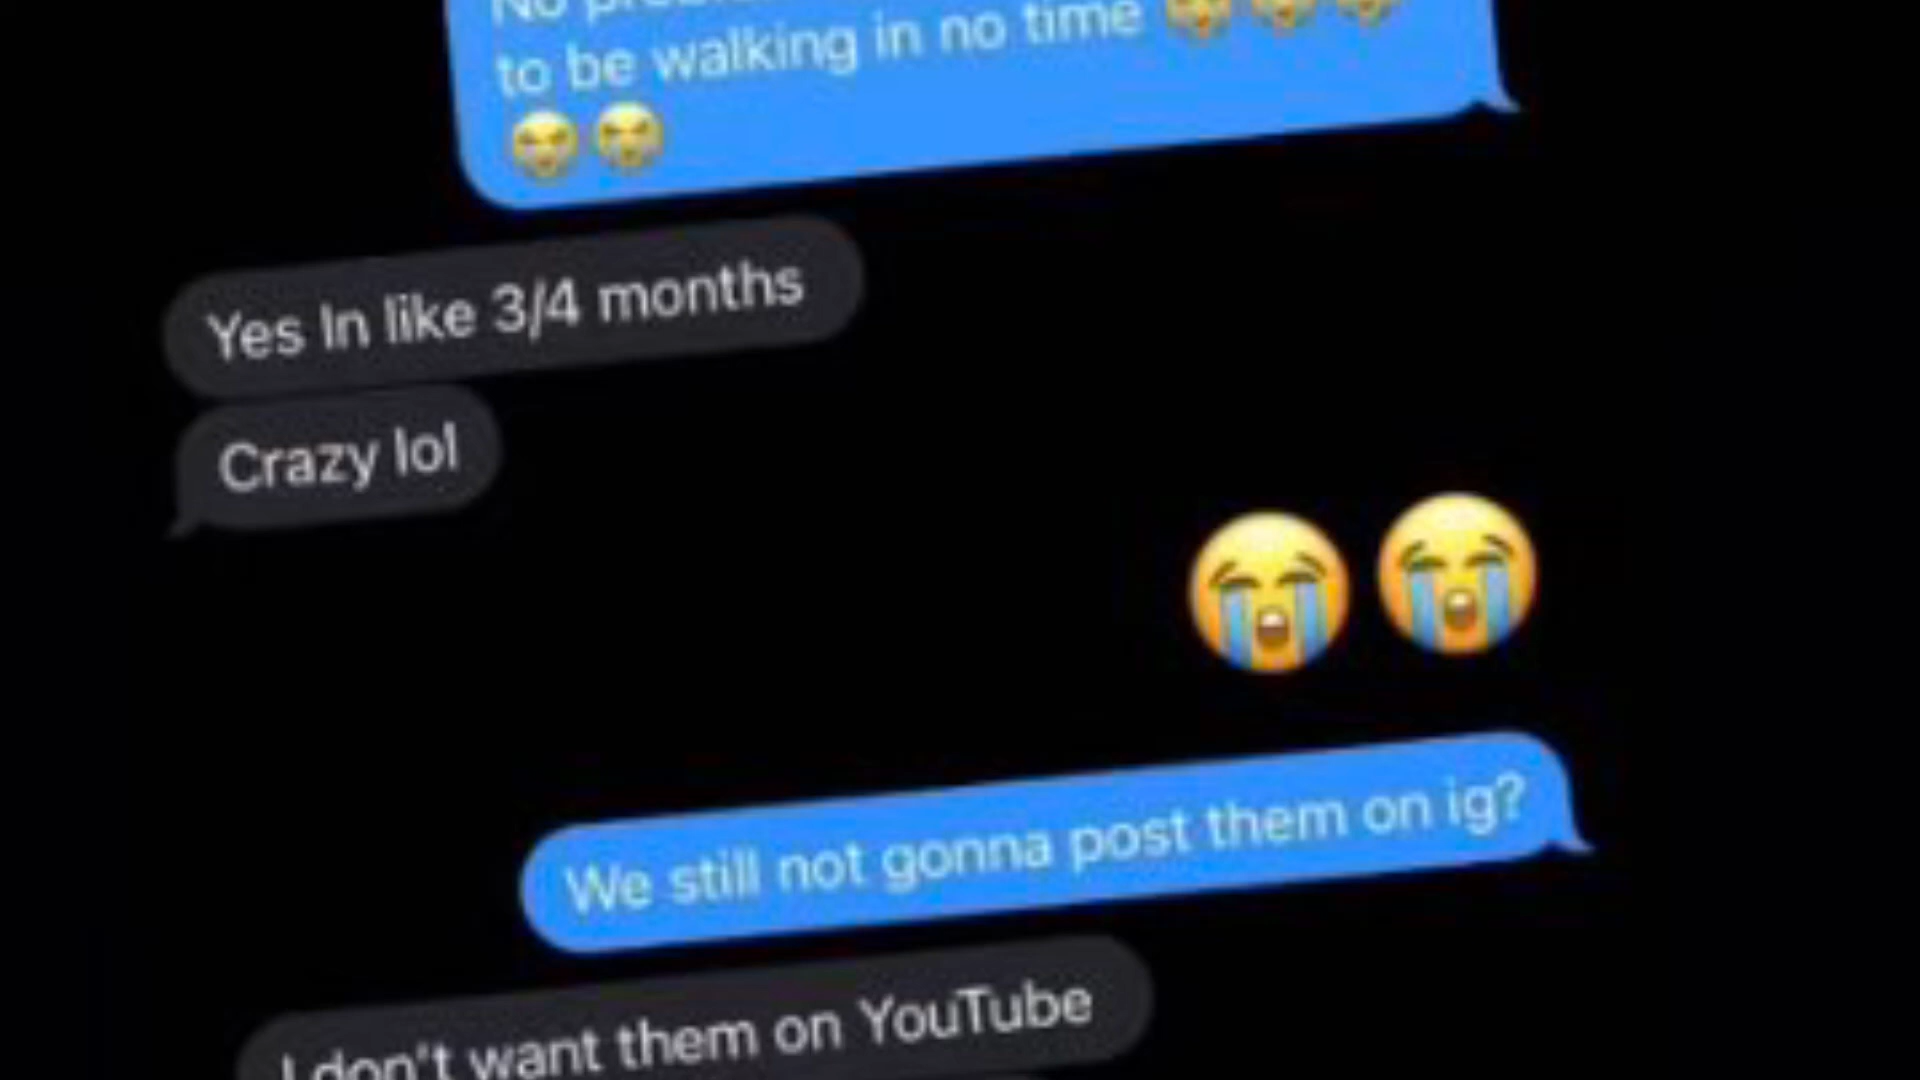 No
to be walking in no time 😭😭😭
😭😭
Yes In like 3/4 months
Crazy lol
😭😭
We still not gonna post them on ig?
I don't want them on YouTube